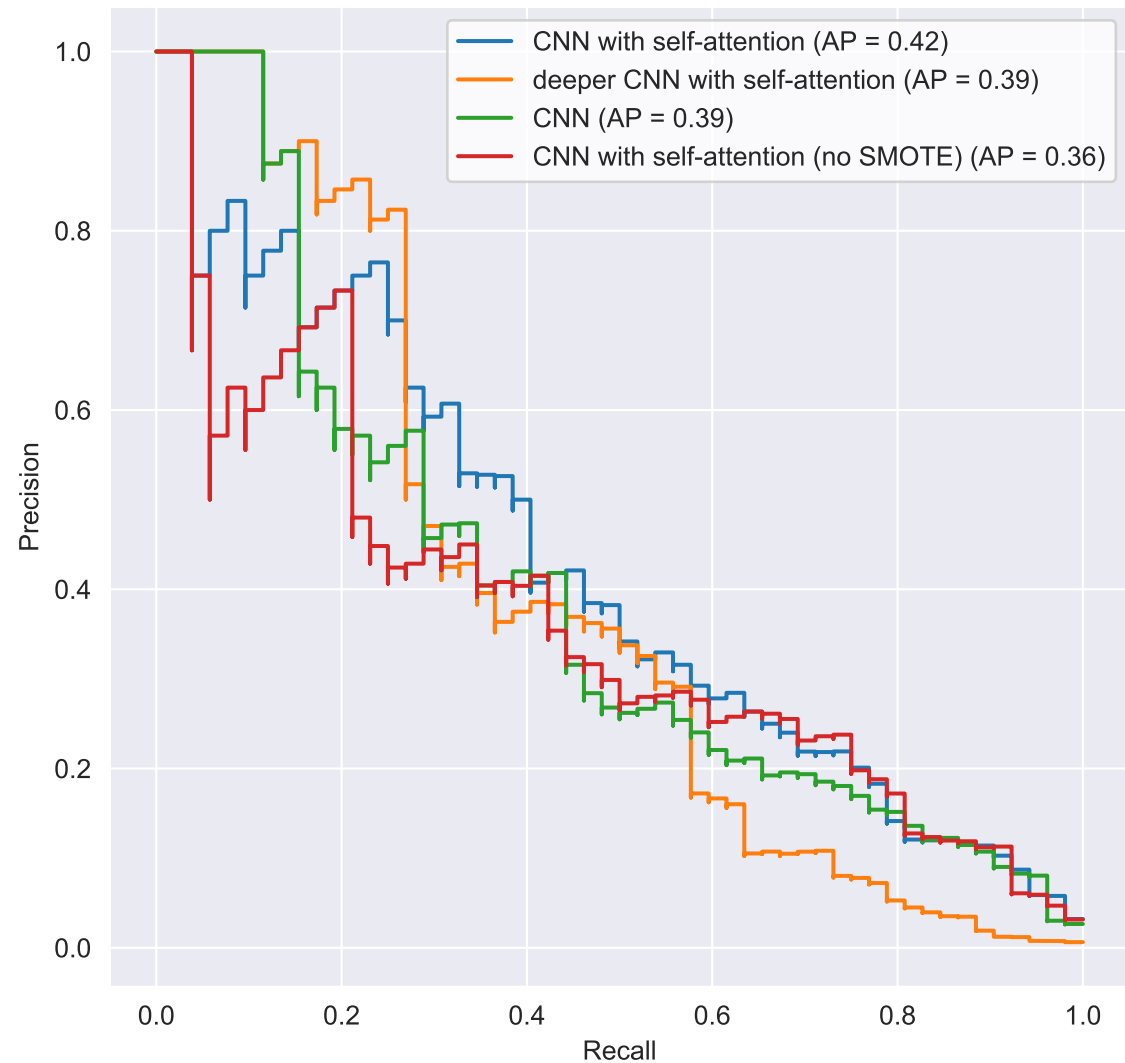 CNN with self-attention (AP = 0.42)
deeper CNN with self-attention (AP = 0.39)
CNN (AP = 0.39)
CNN with self-attention (no SMOTE) (AP = 0.36)
Precision
1.0
0.8
0.6
0.4
0.2
0.0
0.0 0.2 0.4 0.6 0.8 1.0
Recall